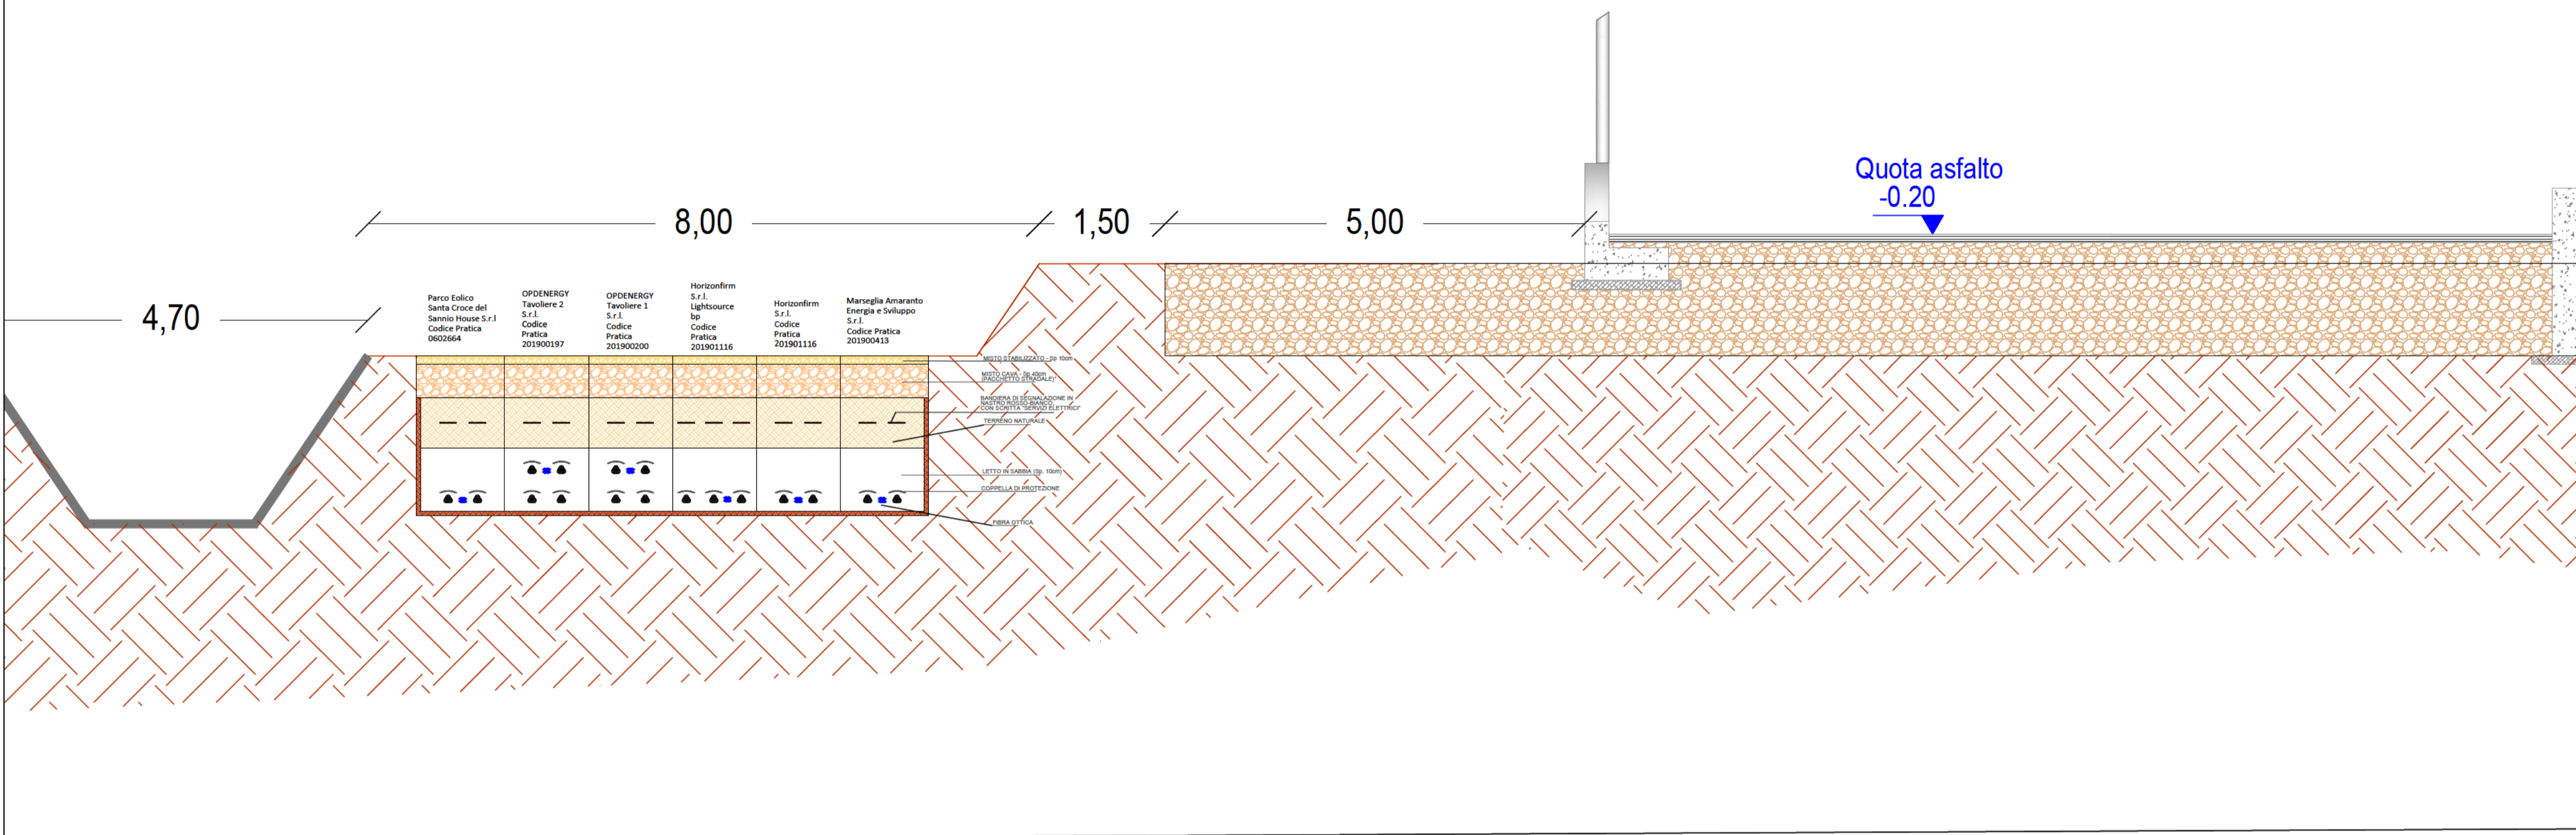 Quota asfalto
-0.20
8,00
1,50
5,00
4,70
Parco Eolico
Santa Croce del
Sannio House S.r.l
Codice Pratica
0602664
OPDENERGY
Tavoliere 2
S.r.l.
Codice
Pratica
201900197
OPDENERGY
Tavoliere 1
S.r.l.
Codice
Pratica
201900200
Horizonfirm
S.r.l.
Lightsource
bp
Codice
Pratica
201901116
Horizonfirm
S.r.l.
Codice
Pratica
201901116
Marseglia Amaranto
Energia e Sviluppo
S.r.l.
Codice Pratica
201900413
MISTO STABILIZZATO - Sp 10cm
MISTO CAVA - Sp 40cm
(PACCHETTO STRADALE)"
BANDIERA DI SEGNALAZIONE IN
NASTRO ROSSO-BIANCO
CON SCRITTA "SERVIZI ELETTRICI"
TERRENO NATURALE
LETTO IN SABBIA (Sp. 10cm)
COPPELLA DI PROTEZIONE
FIBRA OTTICA